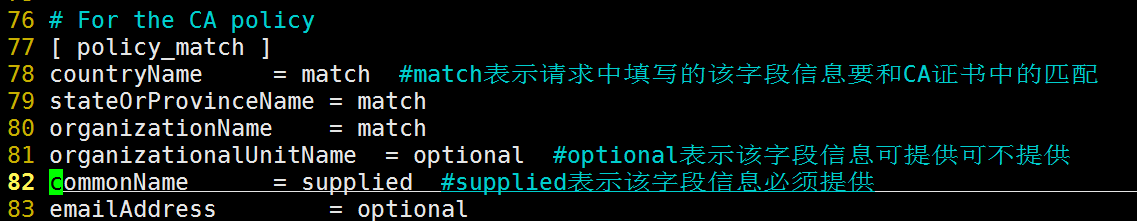 76 # For the CA policy
77 [ policy_match ]
78 countryName     = match  #match表示请求中填写的该字段信息要和CA证书中的匹配
79 stateOrProvinceName = match
80 organizationName    = match
81 organizationalUnitName  = optional  #optional表示该字段信息可提供可不提供
82 commonName      = supplied  #supplied表示该字段信息必须提供
83 emailAddress        = optional